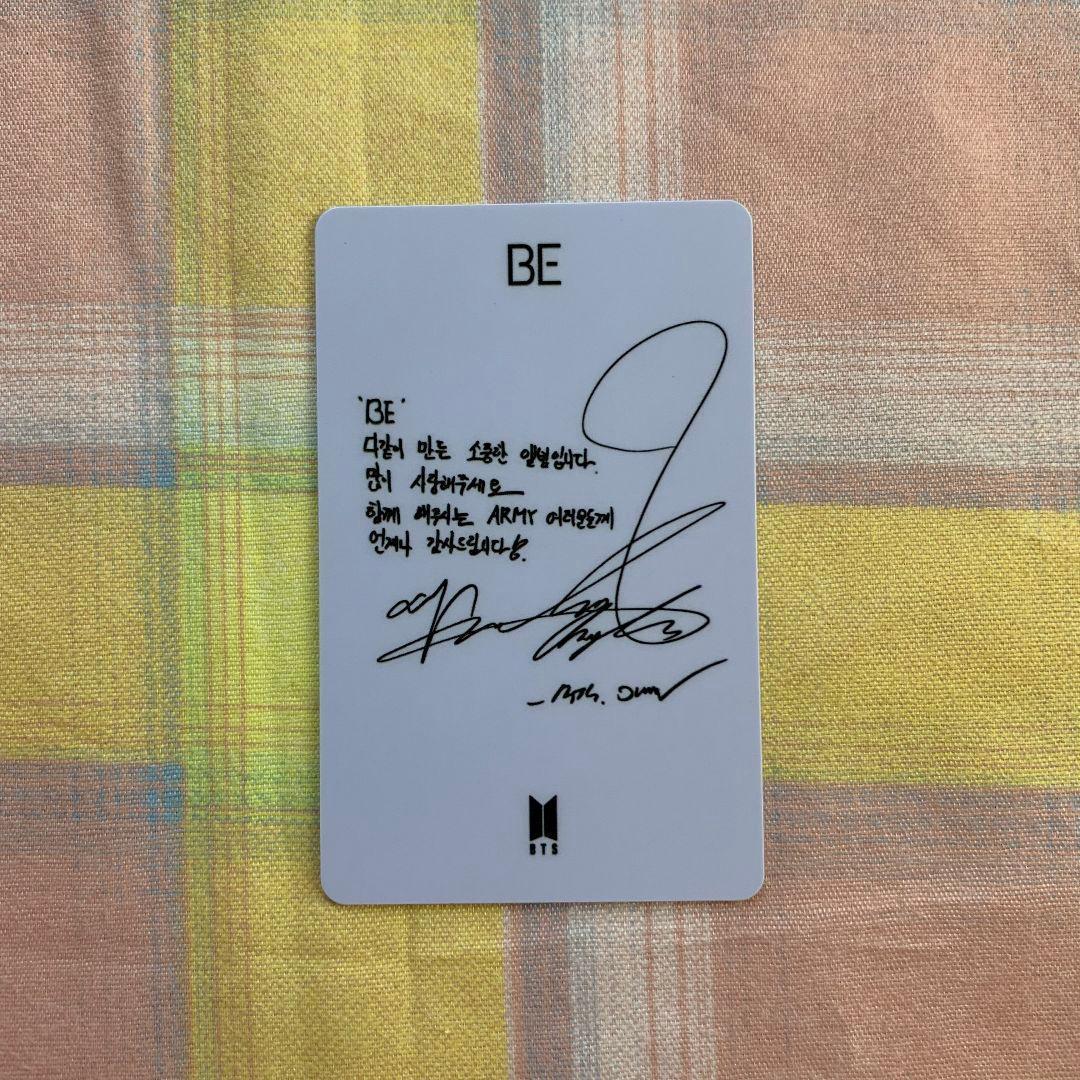 BE
'BE'
다같이 만든 소중한 앨범입니다.
많이 사랑해주세요
함께 해주시는 ARMY 여러분들께
언제나 감사드립니다.
BTS